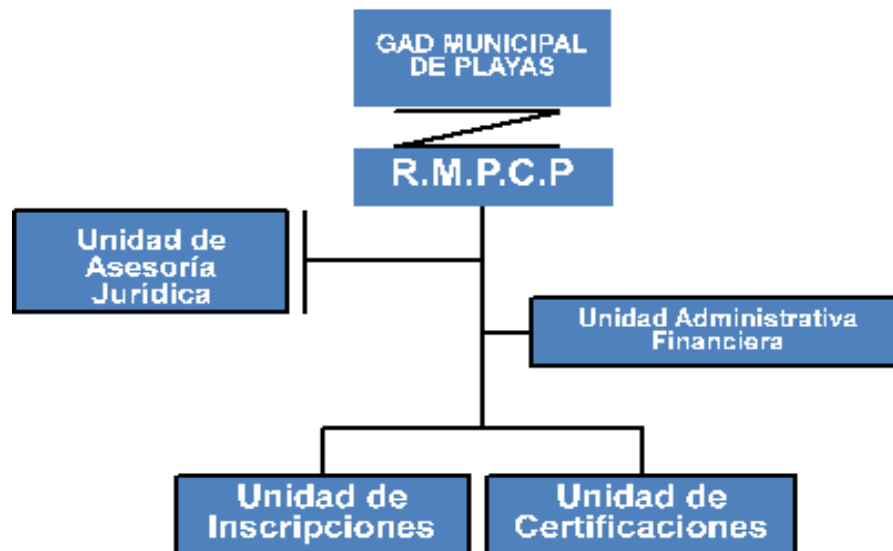 GAD MUNICIPAL
DE PLAYAS
R.M.P.C.P
Unidad de
Asesoría
Jurídica
Unidad Administrativa
Financiera
Unidad de
Inscripciones
Unidad de
Certificaciones